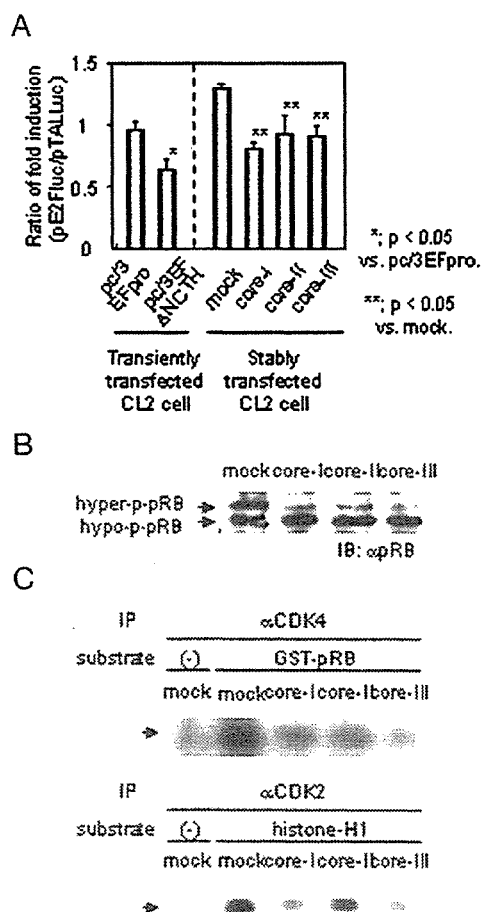 A
Ratio of fold induction
(pE2Fluc/pTALLuc)
1.5
1
0.5
0
*
**
**
**
pc/3
EFpro
pc/3EF
ΔNCTH
mock
core-I
core-II
core-III
Transiently
transfected
CL2 cell
Stably
transfected
CL2 cell
*; p < 0.05
vs. pc/3EFpro.
**; p < 0.05
vs. mock.
B
mock core-I core-II core-III
hyper-p-pRB
hypo-p-pRB
IB: αpRB
C
IP αCDK4
substrate (-) GST-pRB
mock mock core-I core-II core-III
IP αCDK2
substrate (-) histone-H1
mock mock core-I core-II core-III